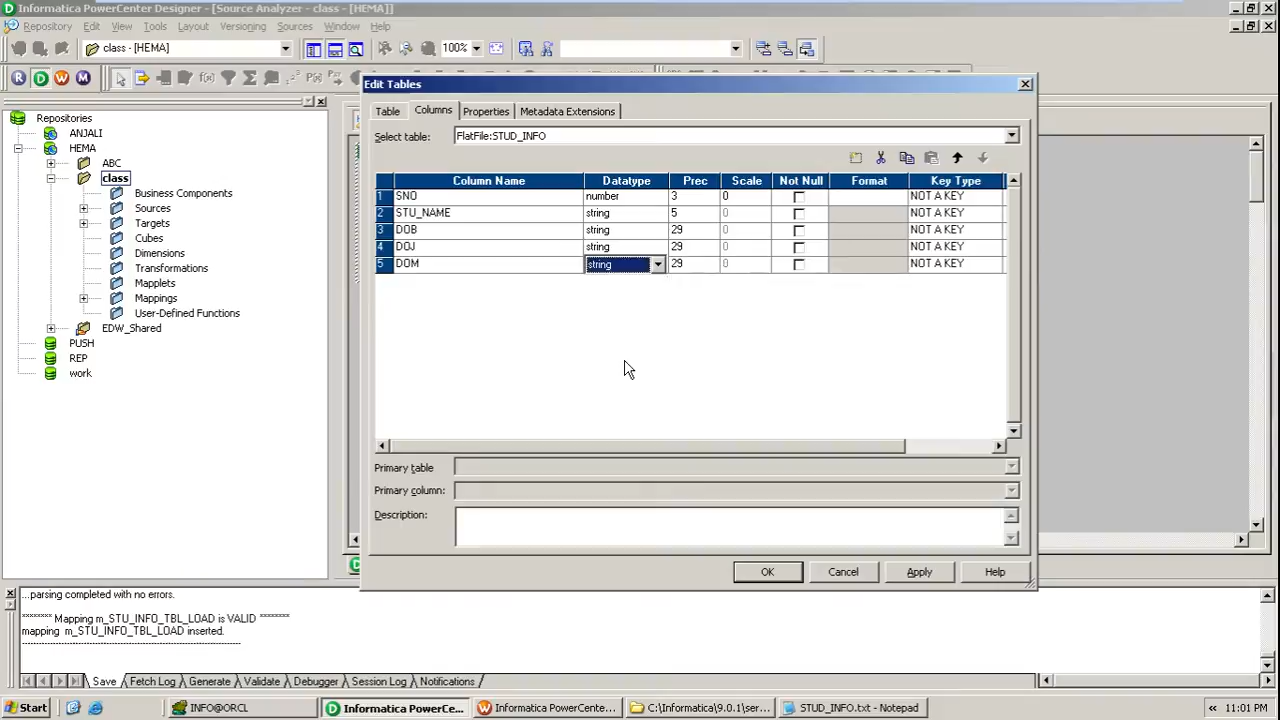 Informatica PowerCenter Designer - [Source Analyzer - class - [HEMA]]
Repository Edit View Tools Layout Versioning Sources Window Help
class - [HEMA] 100%
R D W M
Edit Tables
Table Columns Properties Metadata Extensions
Select table: FlatFile:STUD_INFO
Column Name Datatype Prec Scale Not Null Format Key Type
1 SNO number 3 0 NOT A KEY
2 STU_NAME string 5 0 NOT A KEY
3 DOB string 29 0 NOT A KEY
4 DOJ string 29 0 NOT A KEY
5 DOM string 29 0 NOT A KEY
Primary table
Primary column:
Description:
OK Cancel Apply Help
Repositories
ANJALI
HEMA
ABC
class
Business Components
Sources
Targets
Cubes
Dimensions
Transformations
Mapplets
Mappings
User-Defined Functions
EDW_Shared
PUSH
REP
work
...parsing completed with no errors.
******** Mapping m_STU_INFO_TBL_LOAD is VALID ********
mapping m_STU_INFO_TBL_LOAD inserted.
Save Fetch Log Generate Validate Debugger Session Log Notifications
Start INFO@ORCL Informatica PowerCe... Informatica PowerCente... C:\Informatica\9.0.1\ser... STUD_INFO.txt - Notepad 11:01 PM